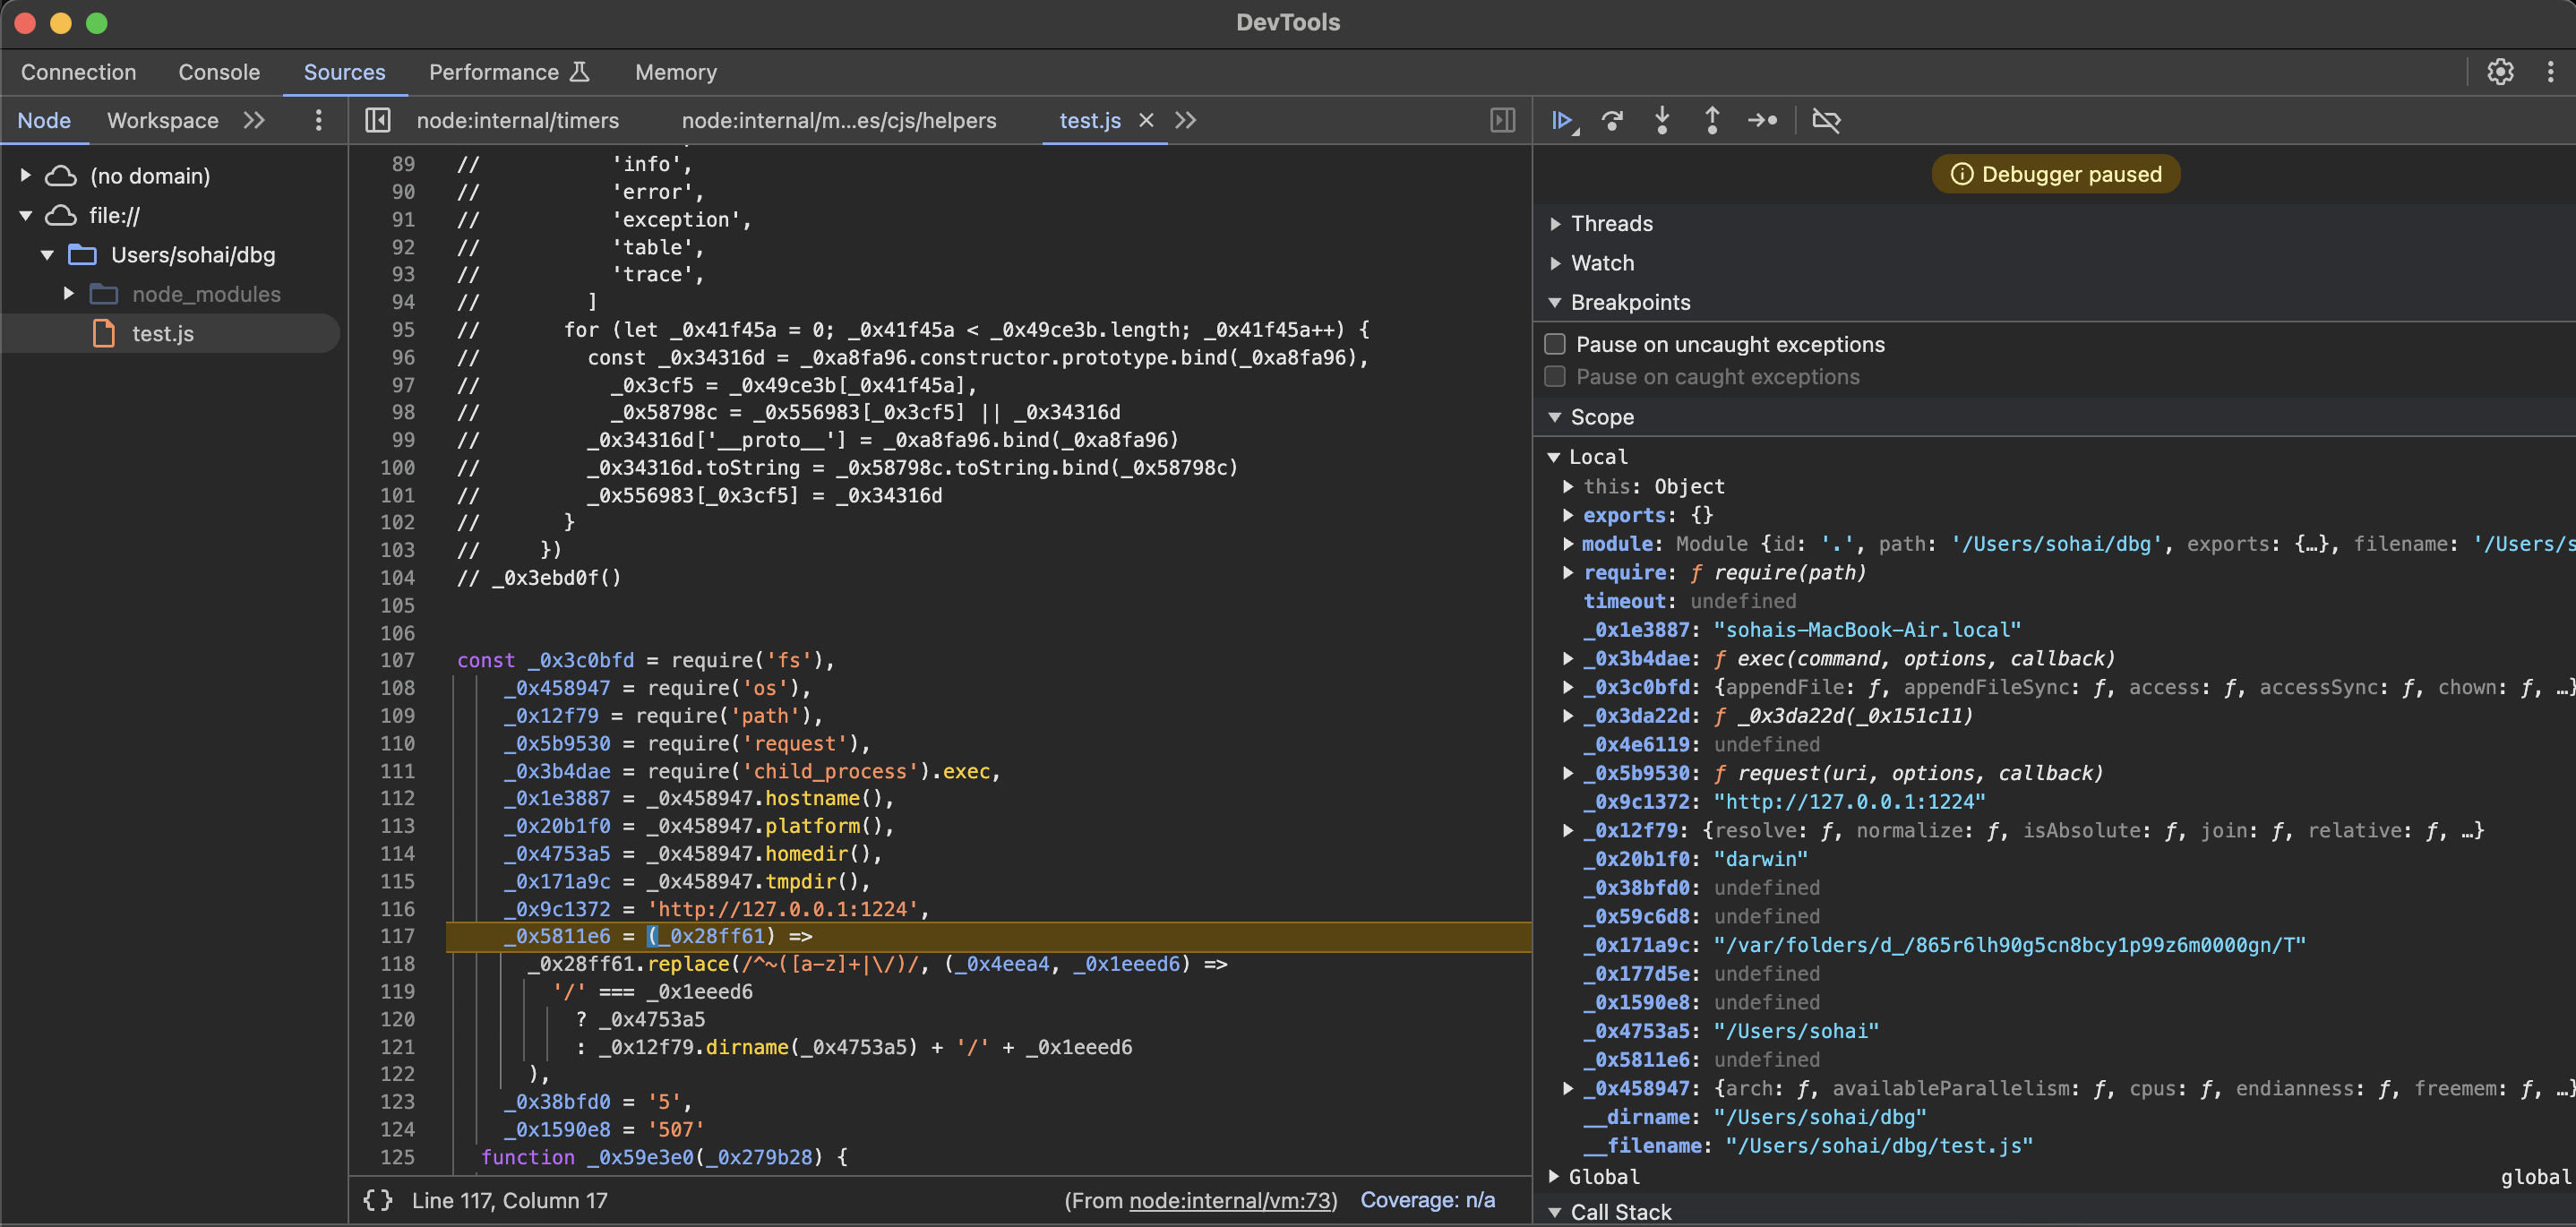 DevTools
Connection Console Sources Performance Memory
Node Workspace
node:internal/timers node:internal/m…es/cjs/helpers test.js
(no domain)
file://
Users/sohai/dbg
node_modules
test.js
89 // 'info',
90 // 'error',
91 // 'exception',
92 // 'table',
93 // 'trace',
94 // ]
95 // for (let _0x41f45a = 0; _0x41f45a < _0x49ce3b.length; _0x41f45a++) {
96 // const _0x34316d = _0xa8fa96.constructor.prototype.bind(_0xa8fa96),
97 // _0x3cf5 = _0x49ce3b[_0x41f45a],
98 // _0x58798c = _0x556983[_0x3cf5] || _0x34316d
99 // _0x34316d['__proto__'] = _0xa8fa96.bind(_0xa8fa96)
100 // _0x34316d.toString = _0x58798c.toString.bind(_0x58798c)
101 // _0x556983[_0x3cf5] = _0x34316d
102 // }
103 // })
104 // _0x3ebd0f()
105
106
107 const _0x3c0bfd = require('fs'),
108 _0x458947 = require('os'),
109 _0x12f79 = require('path'),
110 _0x5b9530 = require('request'),
111 _0x3b4dae = require('child_process').exec,
112 _0x1e3887 = _0x458947.hostname(),
113 _0x20b1f0 = _0x458947.platform(),
114 _0x4753a5 = _0x458947.homedir(),
115 _0x171a9c = _0x458947.tmpdir(),
116 _0x9c1372 = 'http://127.0.0.1:1224',
117 _0x5811e6 = (_0x28ff61) =>
118 _0x28ff61.replace(/^~([a-z]+|\/)/, (_0x4eea4, _0x1eeed6) =>
119 '/' === _0x1eeed6
120 ? _0x4753a5
121 : _0x12f79.dirname(_0x4753a5) + '/' + _0x1eeed6
122 ),
123 _0x38bfd0 = '5',
124 _0x1590e8 = '507'
125 function _0x59e3e0(_0x279b28) {
{} Line 117, Column 17 (From node:internal/vm:73) Coverage: n/a
Debugger paused
Threads
Watch
Breakpoints
Pause on uncaught exceptions
Pause on caught exceptions
Scope
Local
this: Object
exports: {}
module: Module {id: '.', path: '/Users/sohai/dbg', exports: {…}, filename: '/Users/s
require: ƒ require(path)
timeout: undefined
_0x1e3887: "sohais-MacBook-Air.local"
_0x3b4dae: ƒ exec(command, options, callback)
_0x3c0bfd: {appendFile: ƒ, appendFileSync: ƒ, access: ƒ, accessSync: ƒ, chown: ƒ, …}
_0x3da22d: ƒ _0x3da22d(_0x151c11)
_0x4e6119: undefined
_0x5b9530: ƒ request(uri, options, callback)
_0x9c1372: "http://127.0.0.1:1224"
_0x12f79: {resolve: ƒ, normalize: ƒ, isAbsolute: ƒ, join: ƒ, relative: ƒ, …}
_0x20b1f0: "darwin"
_0x38bfd0: undefined
_0x59c6d8: undefined
_0x171a9c: "/var/folders/d_/865r6lh90g5cn8bcy1p99z6m0000gn/T"
_0x177d5e: undefined
_0x1590e8: undefined
_0x4753a5: "/Users/sohai"
_0x5811e6: undefined
_0x458947: {arch: ƒ, availableParallelism: ƒ, cpus: ƒ, endianness: ƒ, freemem: ƒ, …}
__dirname: "/Users/sohai/dbg"
__filename: "/Users/sohai/dbg/test.js"
Global global
Call Stack